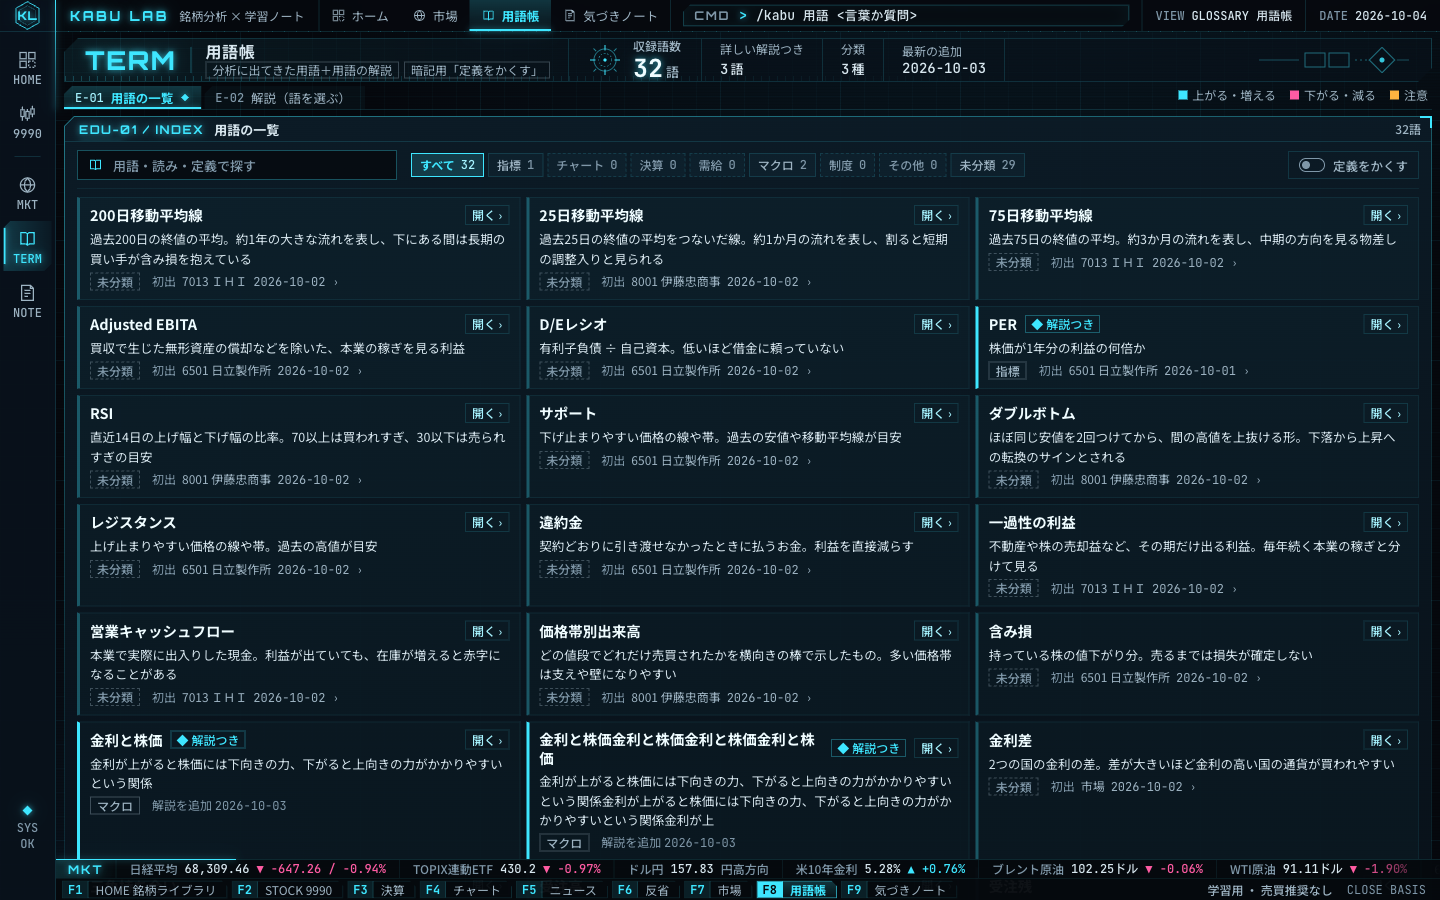 KL KABU LAB 銘柄分析 × 学習ノート ホーム 市場 用語帳 気づきノート CMD > /kabu 用語 <言葉か質問> VIEW GLOSSARY 用語帳 DATE 2026-10-04
HOME
9990
MKT
TERM
NOTE
SYS
OK
TERM 用語帳
分析に出てきた用語+用語の解説 暗記用「定義をかくす」
収録語数
32語
詳しい解説つき
3語
分類
3種
最新の追加
2026-10-03
E-01 用語の一覧 ◆ E-02 解説（語を選ぶ） 上がる・増える 下がる・減る 注意
EDU-01 / INDEX 用語の一覧 32語
用語・読み・定義で探す すべて 32 指標 1 チャート 0 決算 0 需給 0 マクロ 2 制度 0 その他 0 未分類 29 定義をかくす
200日移動平均線 開く ›
過去200日の終値の平均。約1年の大きな流れを表し、下にある間は長期の
買い手が含み損を抱えている
未分類 初出 7013 ＩＨＩ 2026-10-02 ›
25日移動平均線 開く ›
過去25日の終値の平均をつないだ線。約1か月の流れを表し、割ると短期
の調整入りと見られる
未分類 初出 8001 伊藤忠商事 2026-10-02 ›
75日移動平均線 開く ›
過去75日の終値の平均。約3か月の流れを表し、中期の方向を見る物差し
未分類 初出 7013 ＩＨＩ 2026-10-02 ›
Adjusted EBITA 開く ›
買収で生じた無形資産の償却などを除いた、本業の稼ぎを見る利益
未分類 初出 6501 日立製作所 2026-10-02 ›
D/Eレシオ 開く ›
有利子負債 ÷ 自己資本。低いほど借金に頼っていない
未分類 初出 6501 日立製作所 2026-10-02 ›
PER ◆ 解説つき 開く ›
株価が1年分の利益の何倍か
指標 初出 6501 日立製作所 2026-10-01 ›
RSI 開く ›
直近14日の上げ幅と下げ幅の比率。70以上は買われすぎ、30以下は売られ
すぎの目安
未分類 初出 8001 伊藤忠商事 2026-10-02 ›
サポート 開く ›
下げ止まりやすい価格の線や帯。過去の安値や移動平均線が目安
未分類 初出 6501 日立製作所 2026-10-02 ›
ダブルボトム 開く ›
ほぼ同じ安値を2回つけてから、間の高値を上抜ける形。下落から上昇へ
の転換のサインとされる
未分類 初出 8001 伊藤忠商事 2026-10-02 ›
レジスタンス 開く ›
上げ止まりやすい価格の線や帯。過去の高値が目安
未分類 初出 6501 日立製作所 2026-10-02 ›
違約金 開く ›
契約どおりに引き渡せなかったときに払うお金。利益を直接減らす
未分類 初出 6501 日立製作所 2026-10-02 ›
一過性の利益 開く ›
不動産や株の売却益など、その期だけ出る利益。毎年続く本業の稼ぎと分
けて見る
未分類 初出 7013 ＩＨＩ 2026-10-02 ›
営業キャッシュフロー 開く ›
本業で実際に出入りした現金。利益が出ていても、在庫が増えると赤字に
なることがある
未分類 初出 7013 ＩＨＩ 2026-10-02 ›
価格帯別出来高 開く ›
どの値段でどれだけ売買されたかを横向きの棒で示したもの。多い価格帯
は支えや壁になりやすい
未分類 初出 8001 伊藤忠商事 2026-10-02 ›
含み損 開く ›
持っている株の値下がり分。売るまでは損失が確定しない
未分類 初出 6501 日立製作所 2026-10-02 ›
金利と株価 ◆ 解説つき 開く ›
金利が上がると株価には下向きの力、下がると上向きの力がかかりやすい
という関係
マクロ 解説を追加 2026-10-03
金利と株価金利と株価金利と株価金利と株
価 ◆ 解説つき 開く ›
金利が上がると株価には下向きの力、下がると上向きの力がかかりやすい
という関係金利が上がると株価には下向きの力、下がると上向きの力がか
かりやすいという関係金利が上
マクロ 解説を追加 2026-10-03
金利差 開く ›
2つの国の金利の差。差が大きいほど金利の高い国の通貨が買われやすい
未分類 初出 市場 2026-10-02 ›
MKT 日経平均 68,309.46 ▼ -647.26 / -0.94% TOPIX連動ETF 430.2 ▼ -0.97% ドル円 157.83 円高方向 米10年金利 5.28% ▲ +0.76% ブレント原油 102.25ドル ▼ -0.06% WTI原油 91.11ドル ▼ -1.90%
受注残
F1 HOME 銘柄ライブラリ F2 STOCK 9990 F3 決算 F4 チャート F5 ニュース F6 反省 F7 市場 F8 用語帳 F9 気づきノート 学習用 ・ 売買推奨なし CLOSE BASIS